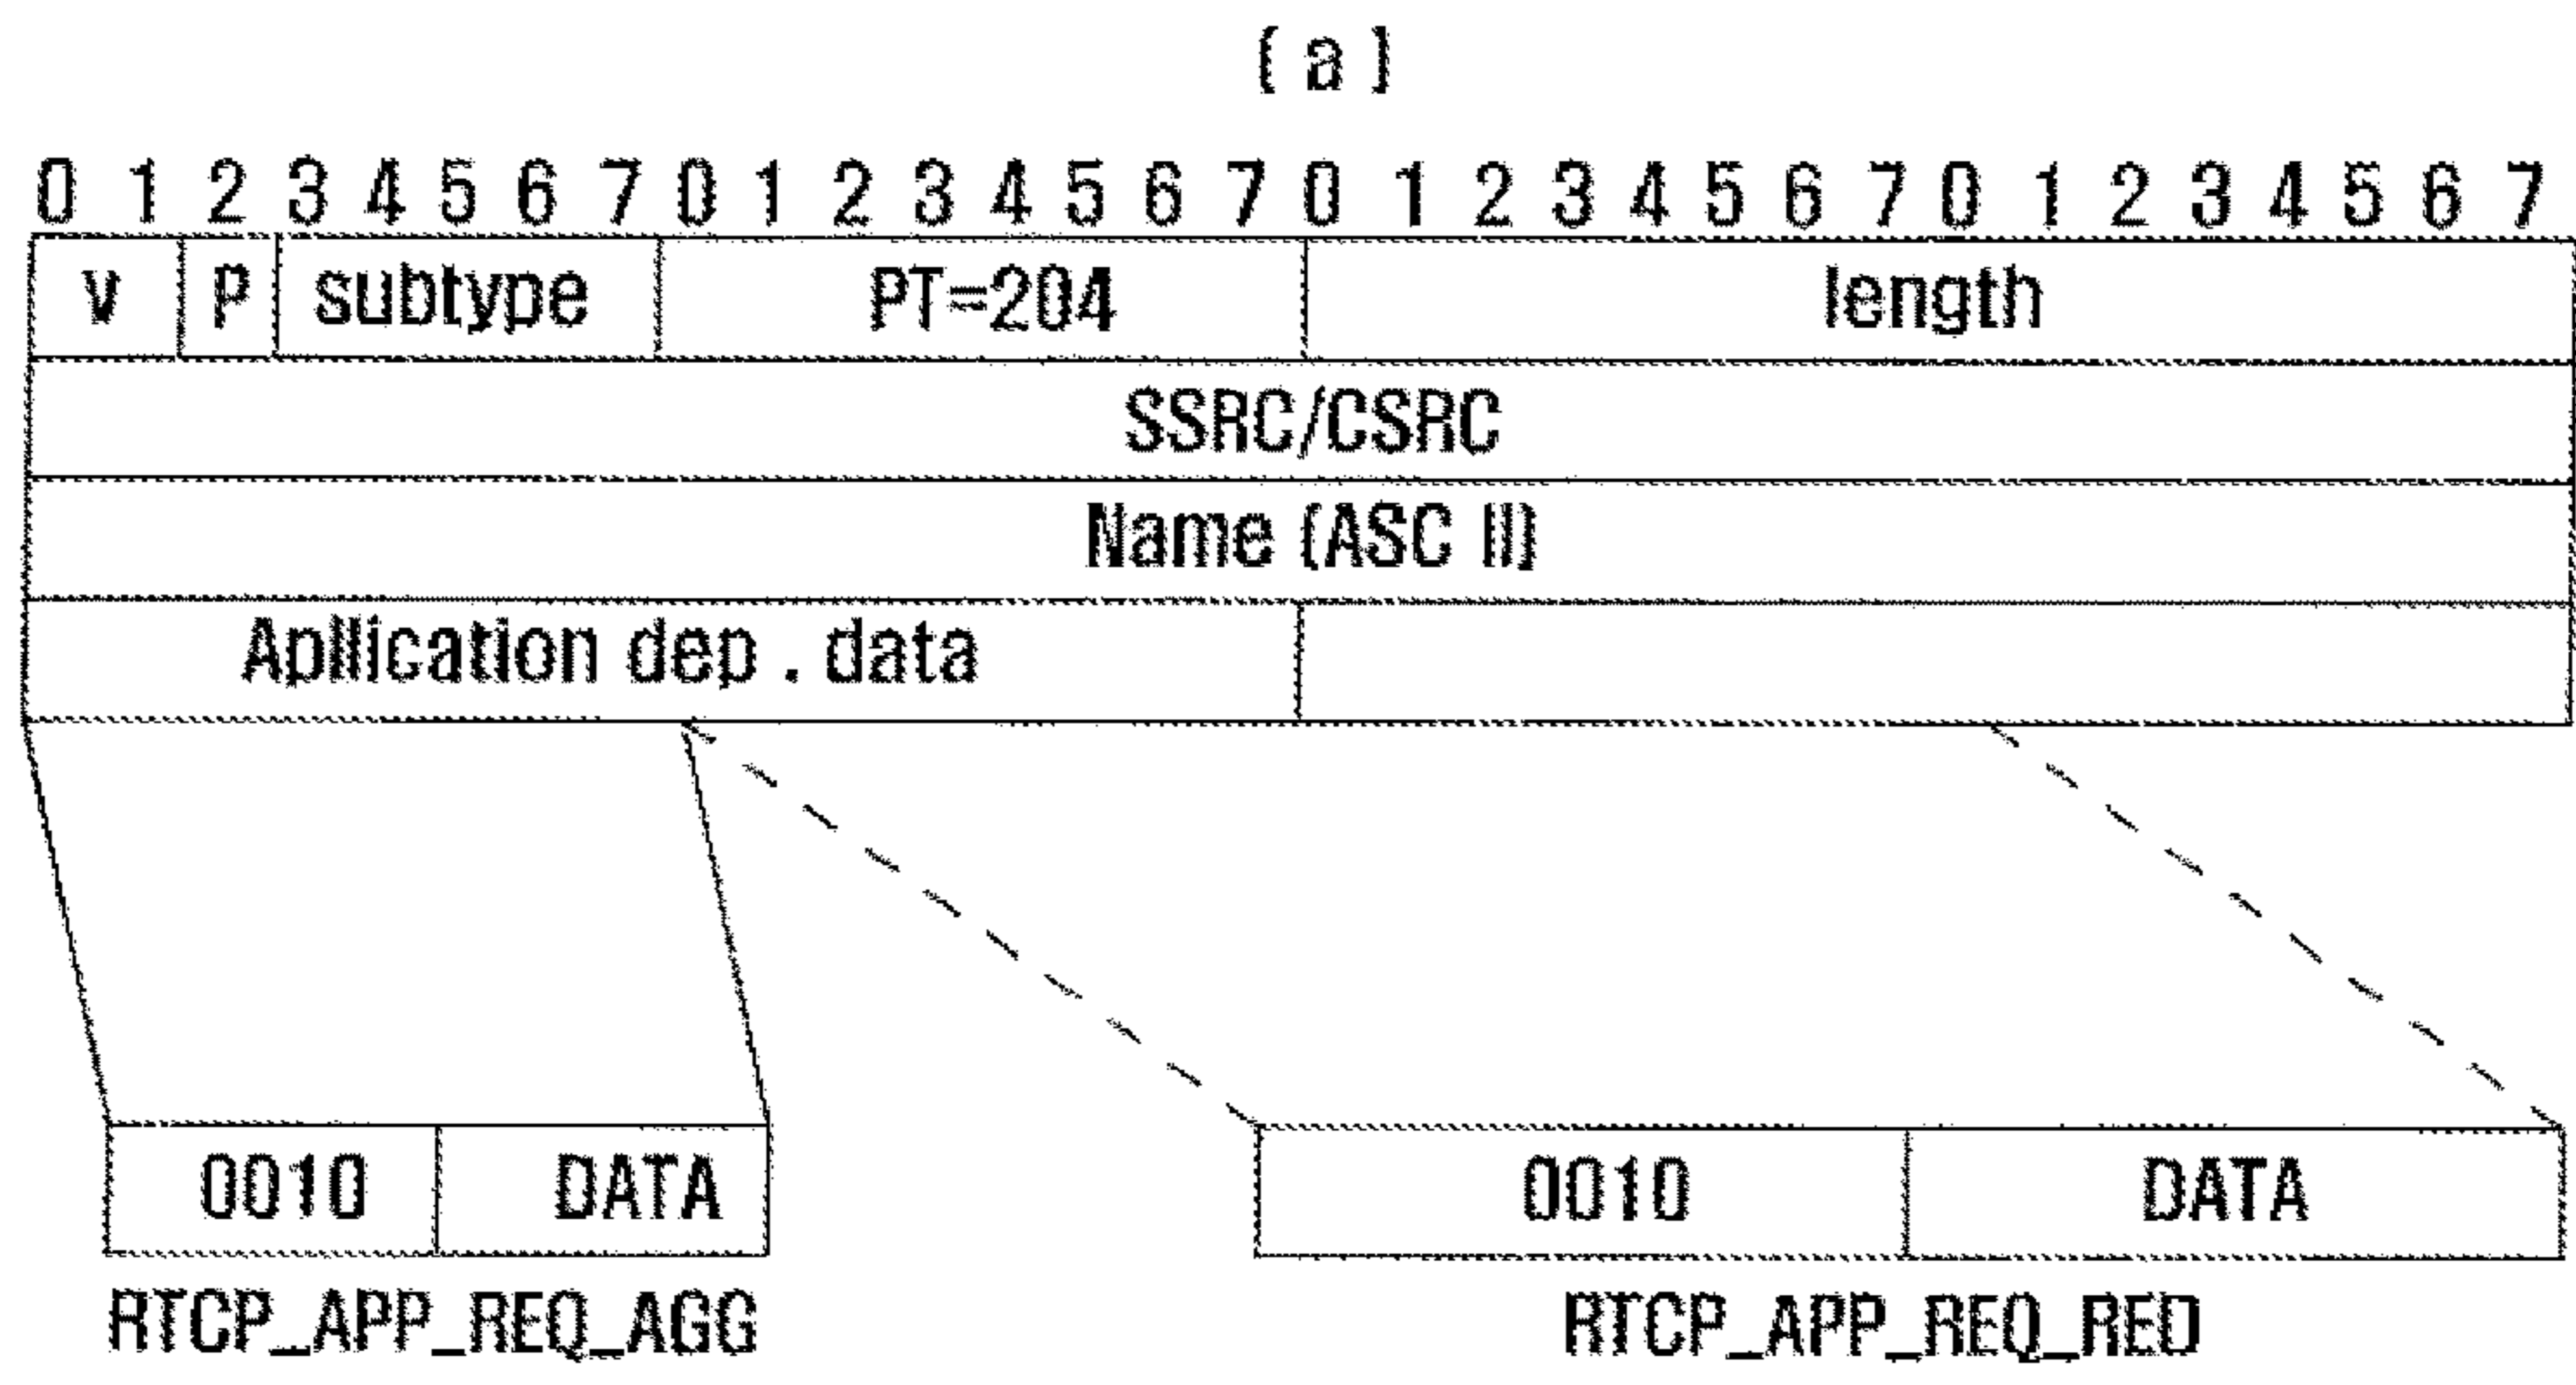 ( a )
0 1 2 3 4 5 6 7 0 1 2 3 4 5 6 7 0 1 2 3 4 5 6 7 0 1 2 3 4 5 6 7
v P subtype PT=204 length
SSRC/CSRC
Name (ASC II)
Apllication dep . data
0010 DATA 0010 DATA
RTCP_APP_REQ_AGG RTCP_APP_REQ_RED